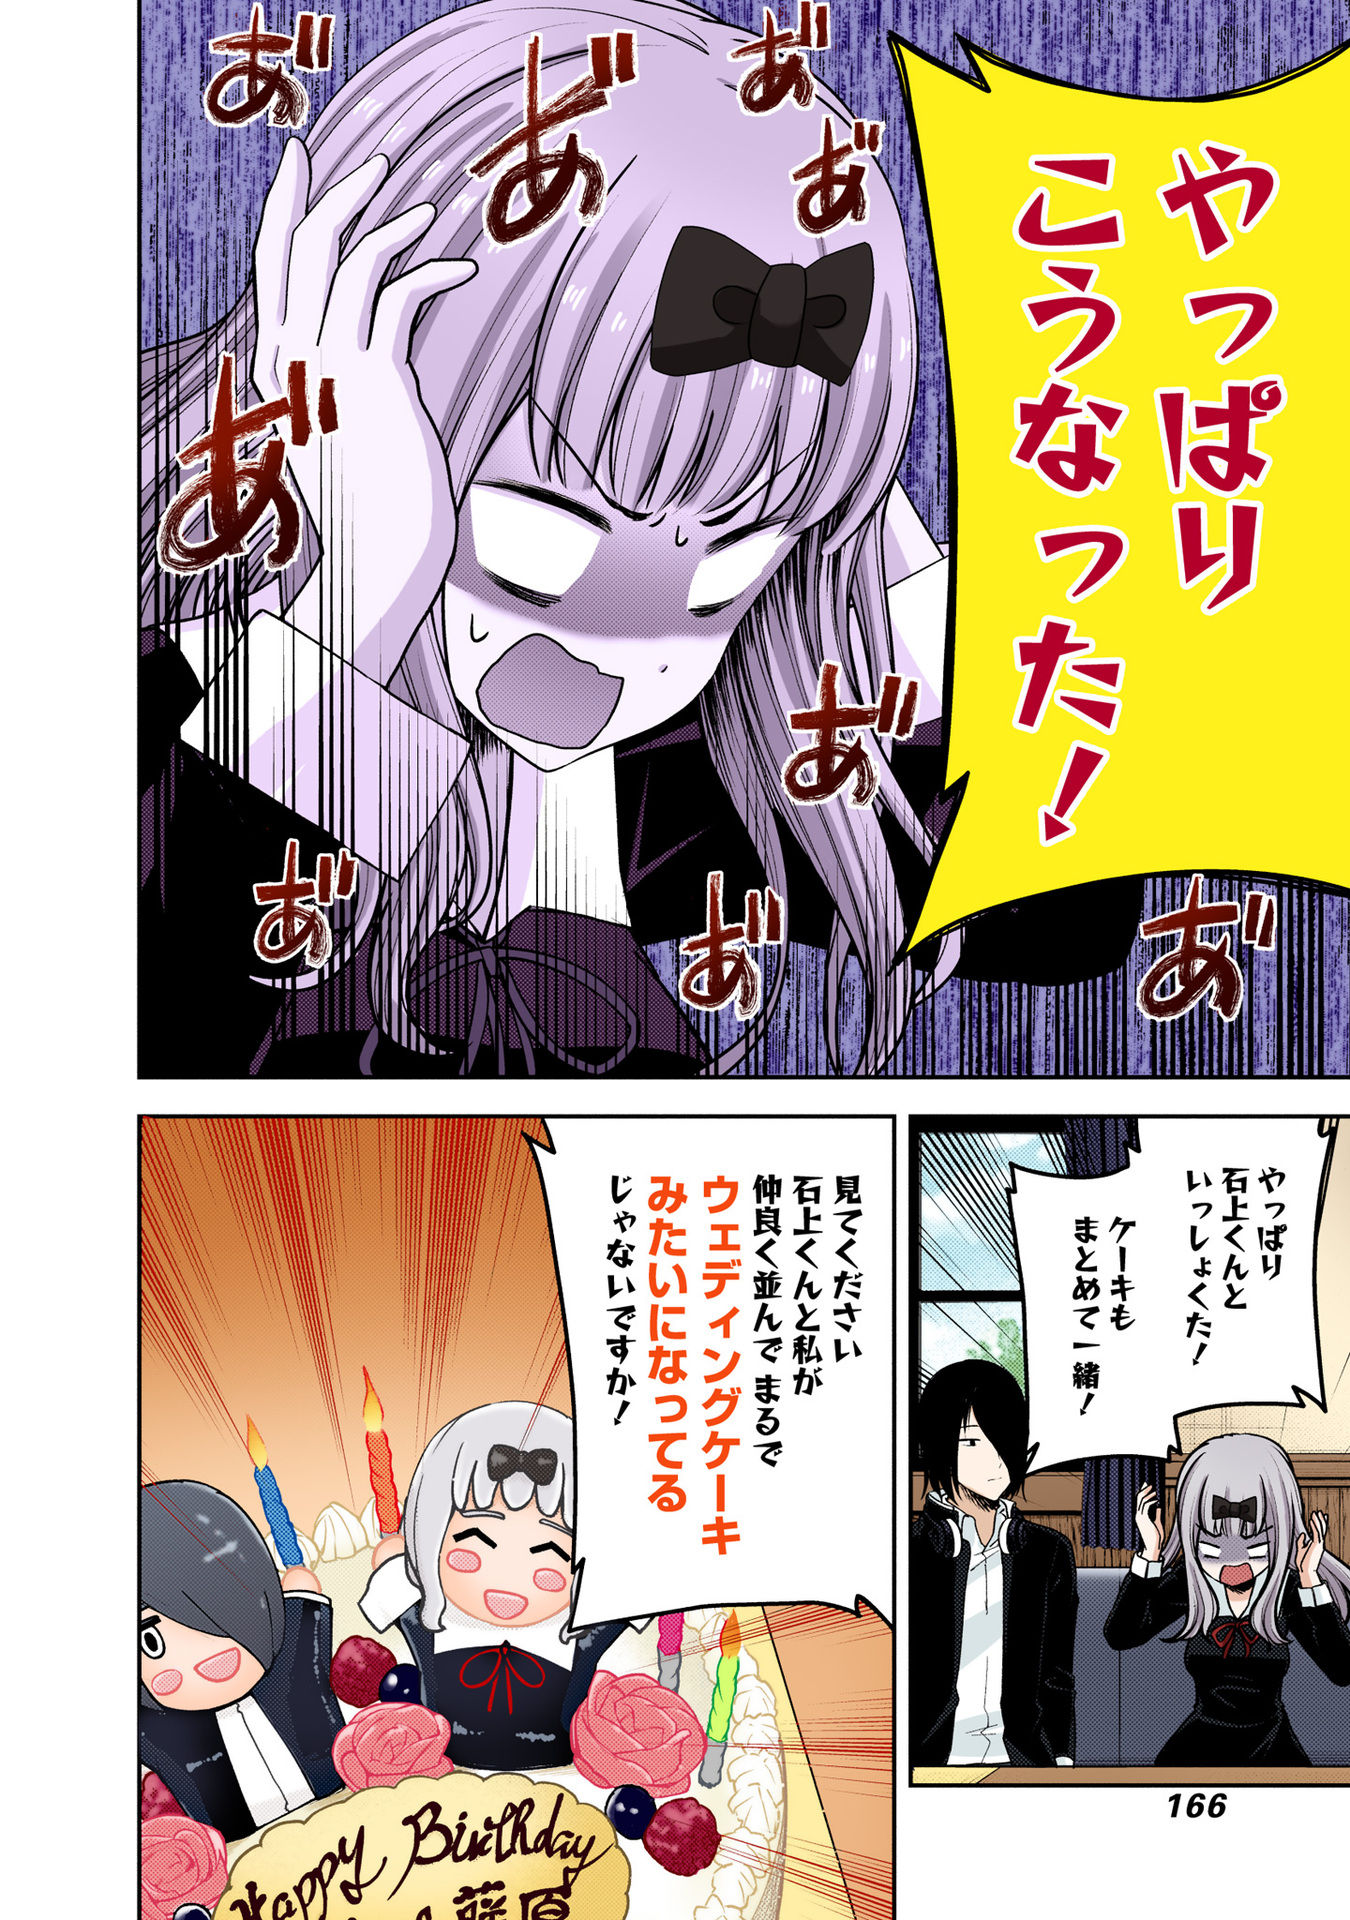 やっぱり
こうなった!
あ゛
あ゛
あ゛
あ゛
あ゛
あ゛
あ゛
あ゛
あ゛
やっぱり
石上くんと
いっしょくた!
ケーキも
まとめて一緒!
見てください
石上くんと私が
仲良く並んで まるで
ウェディングケーキ
みたいになってる
じゃないですか!
Happy Birthday
藤原
166